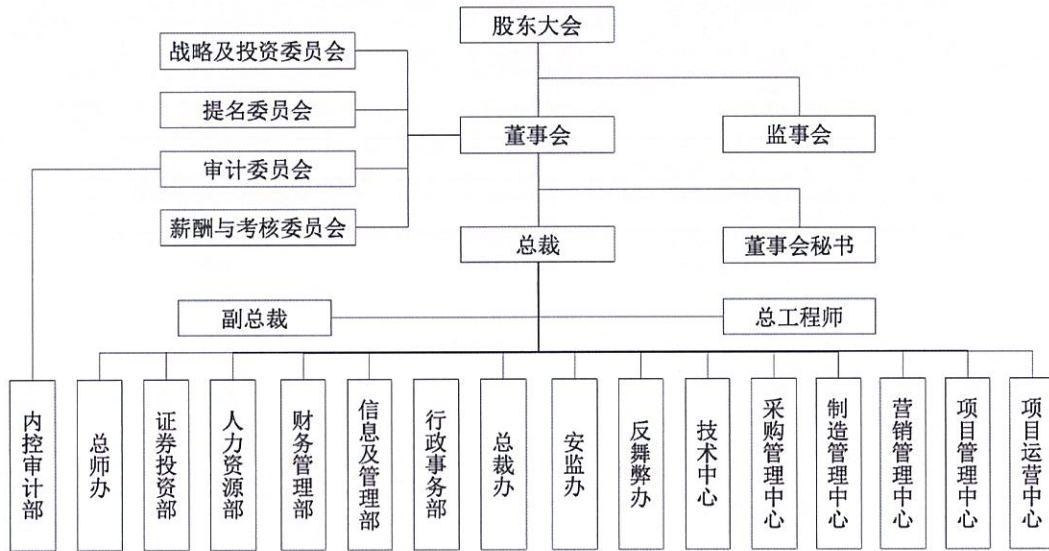 股东大会
战略及投资委员会
提名委员会
董事会
监事会
审计委员会
薪酬与考核委员会
总裁
董事会秘书
副总裁
总工程师
内控审计部
总师办
证券投资部
人力资源部
财务管理部
信息及管理部
行政事务部
总裁办
安监办
反舞弊办
技术中心
采购管理中心
制造管理中心
营销管理中心
项目管理中心
项目运营中心